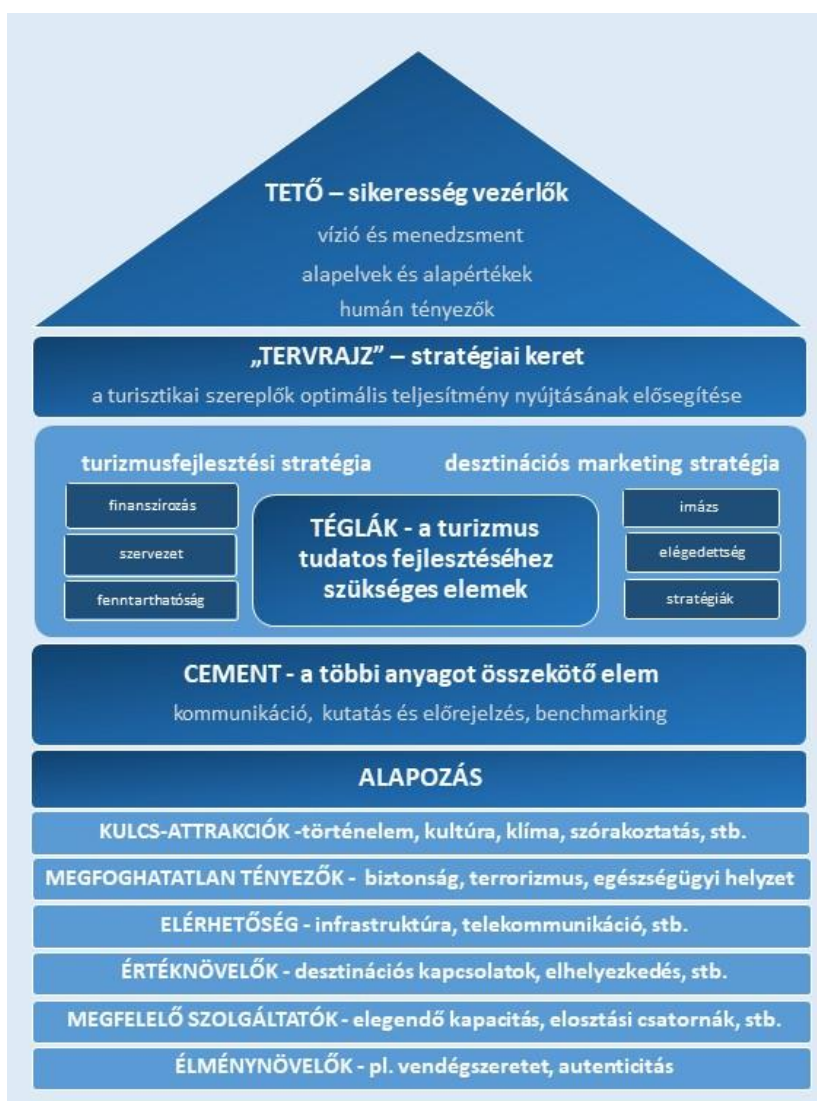 TETŐ – sikeresség vezérlők
vízió és menedzsment
alapelvek és alapértékek
humán tényezők
„TERVRAJZ” – stratégiai keret
a turisztikai szereplők optimális teljesítmény nyújtásának elősegítése
turizmusfejlesztési stratégia
finanszírozás
szervezet
fenntarthatóság
TÉGLÁK - a turizmus
tudatos fejlesztéséhez
szükséges elemek
desztinációs marketing stratégia
imázs
elégedettség
stratégiák
CEMENT - a többi anyagot összekötő elem
kommunikáció, kutatás és előrejelzés, benchmarking
ALAPOZÁS
KULCS-ATTRAKCIÓK -történelem, kultúra, klíma, szórakoztatás, stb.
MEGFOGHATATLAN TÉNYEZŐK - biztonság, terrorizmus, egészségügyi helyzet
ELÉRHETŐSÉG - infrastruktúra, telekommunikáció, stb.
ÉRTÉKNÖVELŐK - desztinációs kapcsolatok, elhelyezkedés, stb.
MEGFELELŐ SZOLGÁLTATÓK - elegendő kapacitás, elosztási csatornák, stb.
ÉLMÉNYNÖVELŐK - pl. vendégszeretet, autenticitás